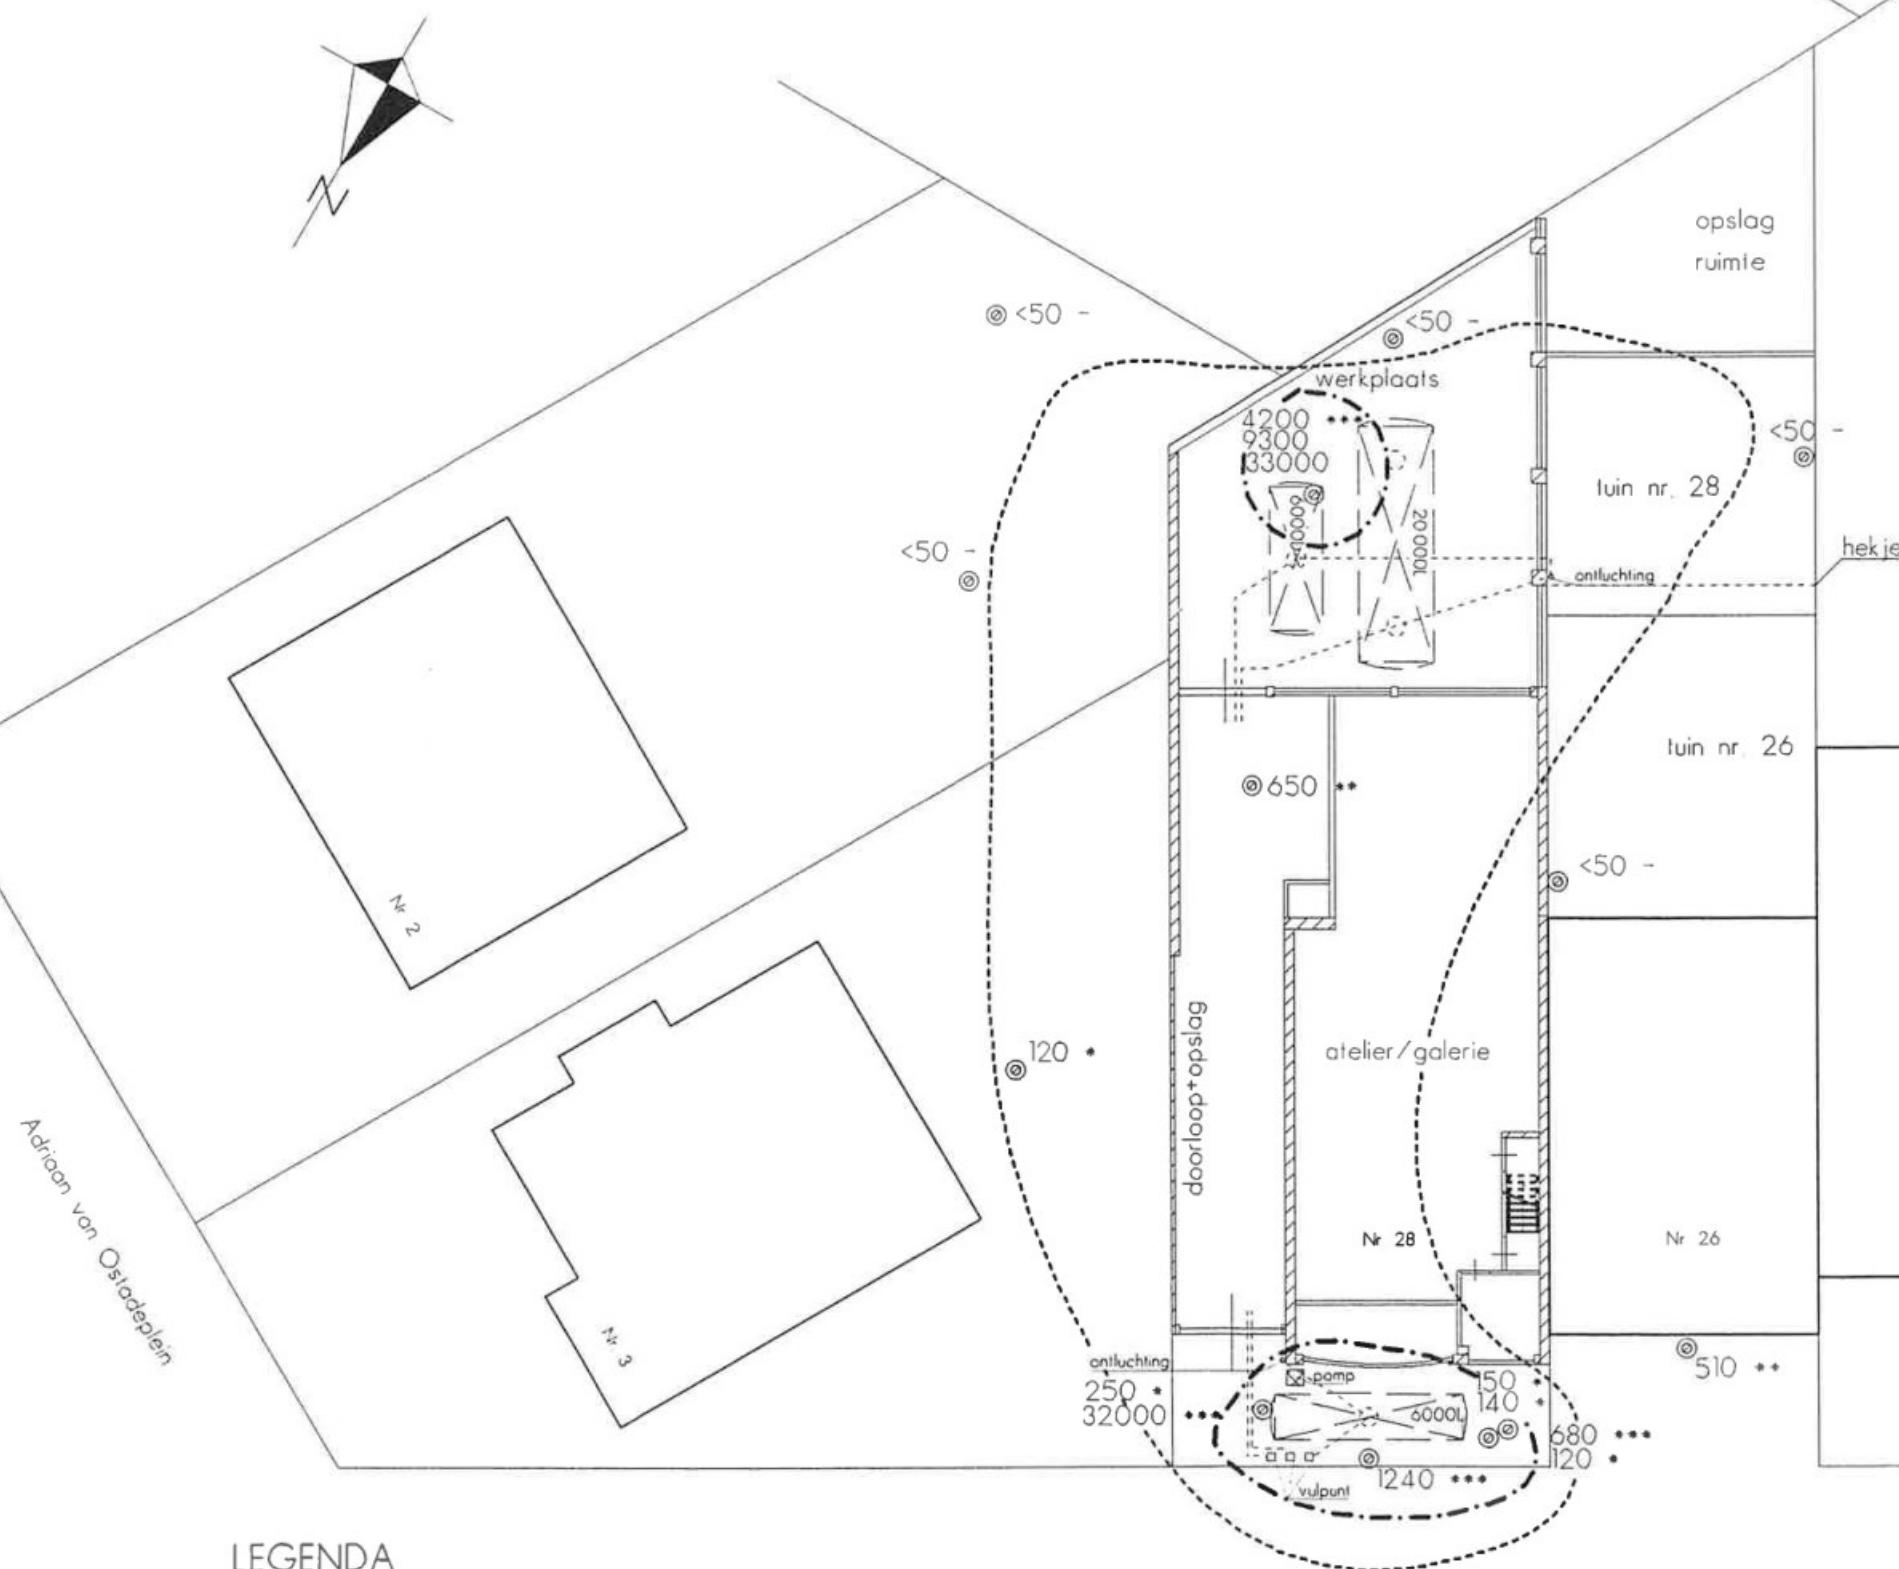 N
opslag
ruimte
<50 -
<50 -
werkplaats
4200 ***
9300
33000
<50 -
tuin nr. 28
6000L
20 000L
<50 -
hekje
ontluchting
tuin nr. 26
650 **
<50 -
Nr 2
120 *
doorloop+opslag
atelier/galerie
Adriaan van Ostadeplein
Nr 28
Nr 26
Nr. 3
ontluchting
pomp
250 *
32000 ***
150 *
140 *
6000L
510 **
680 ***
120 *
1240 ***
vulpunt
LEGENDA